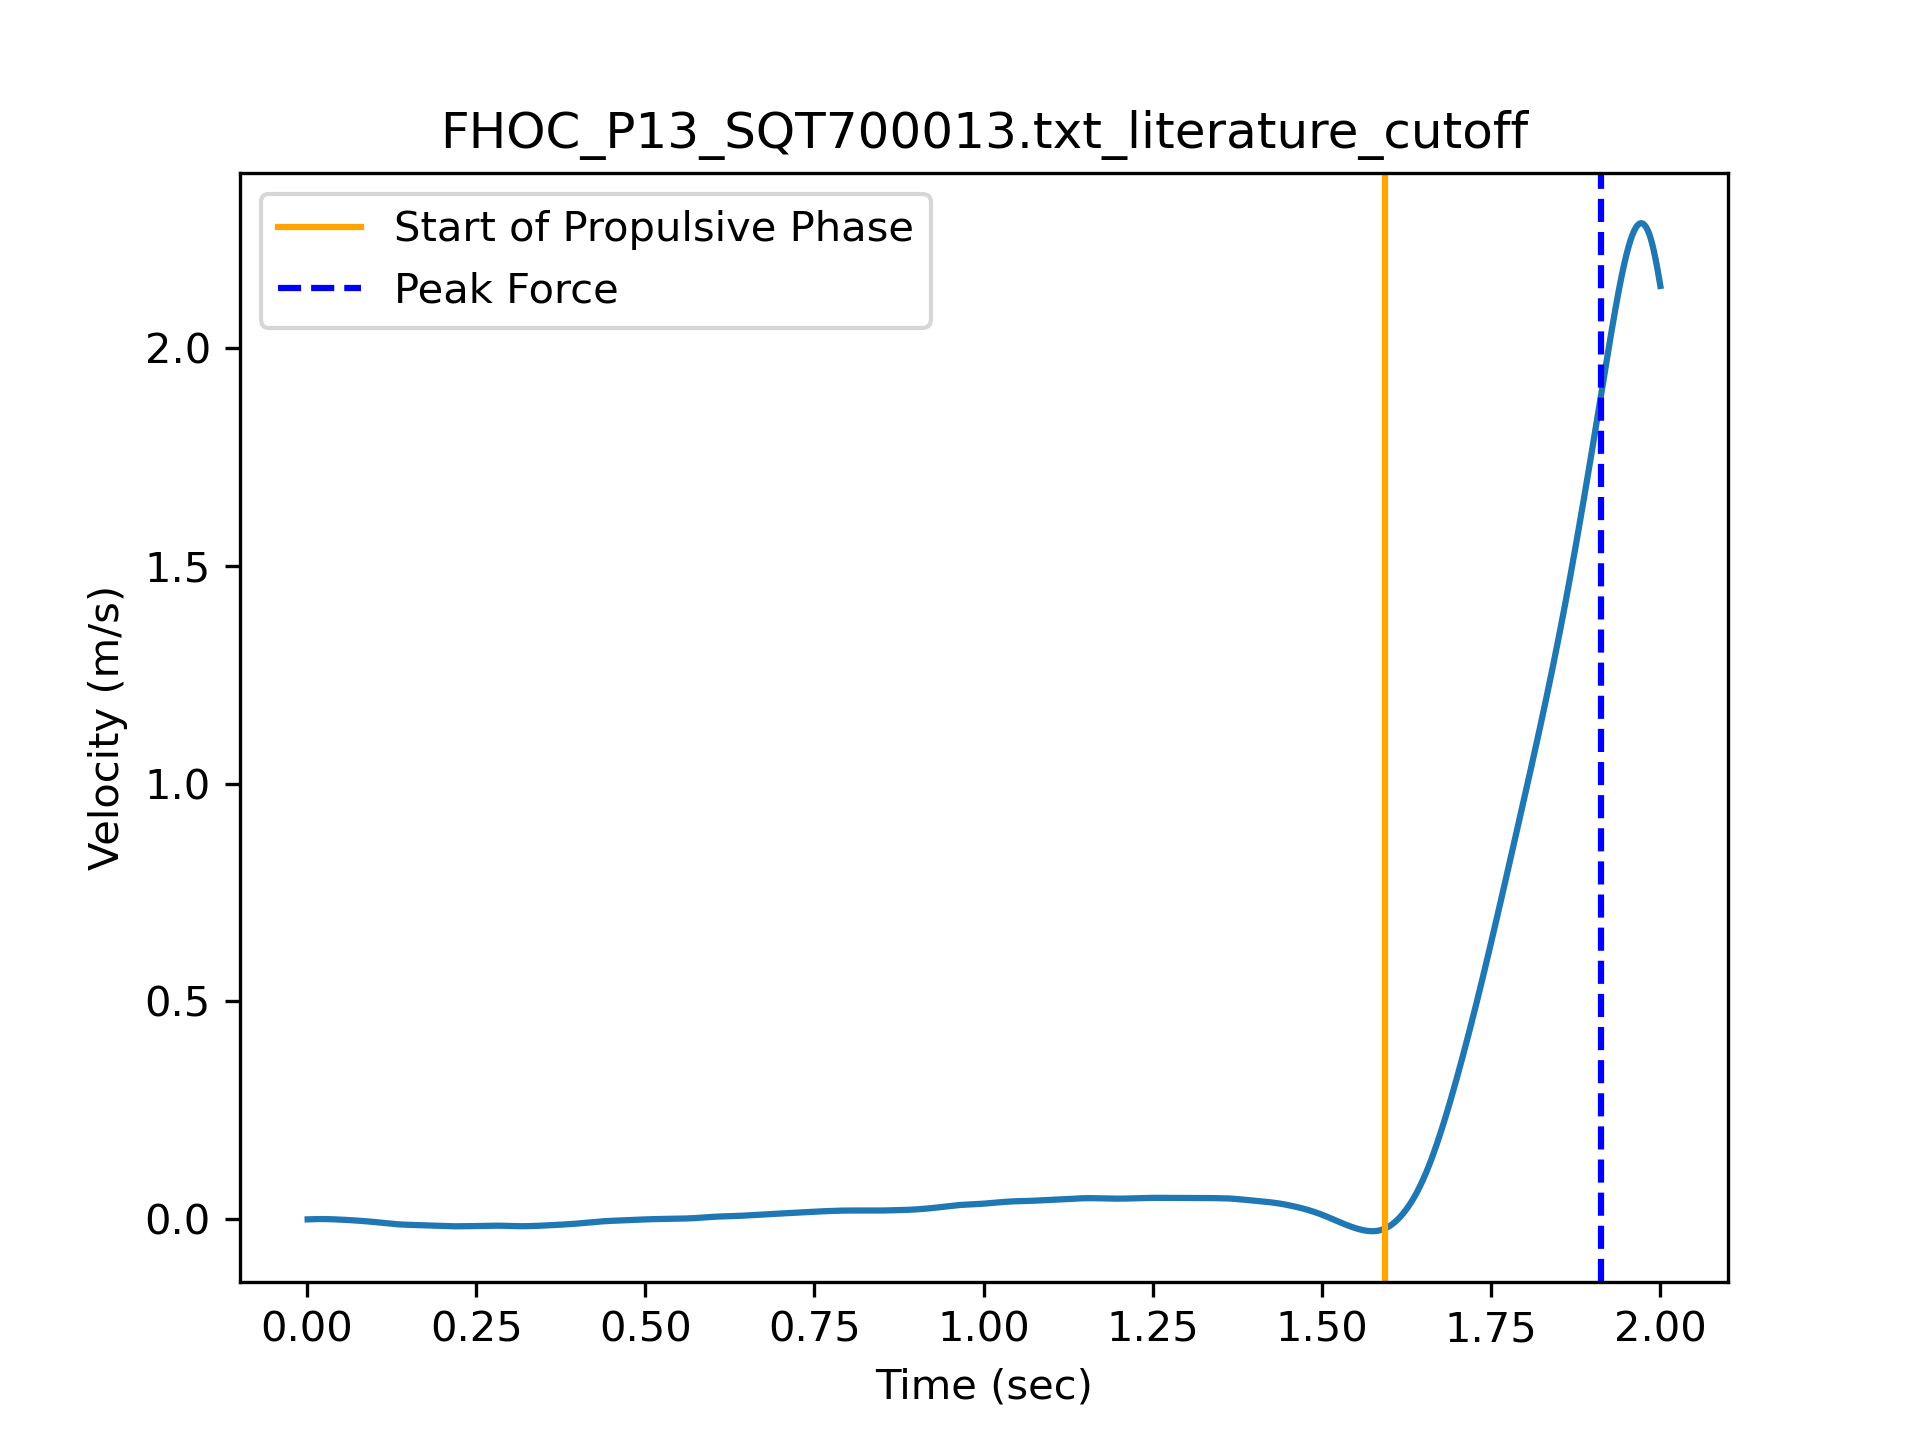 FHOC_P13_SQT700013.txt_literature_cutoff
Start of Propulsive Phase
Peak Force
Velocity (m/s)
2.0
1.5
1.0
0.5
0.0
0.00 0.25 0.50 0.75 1.00 1.25 1.50 1.75 2.00
Time (sec)